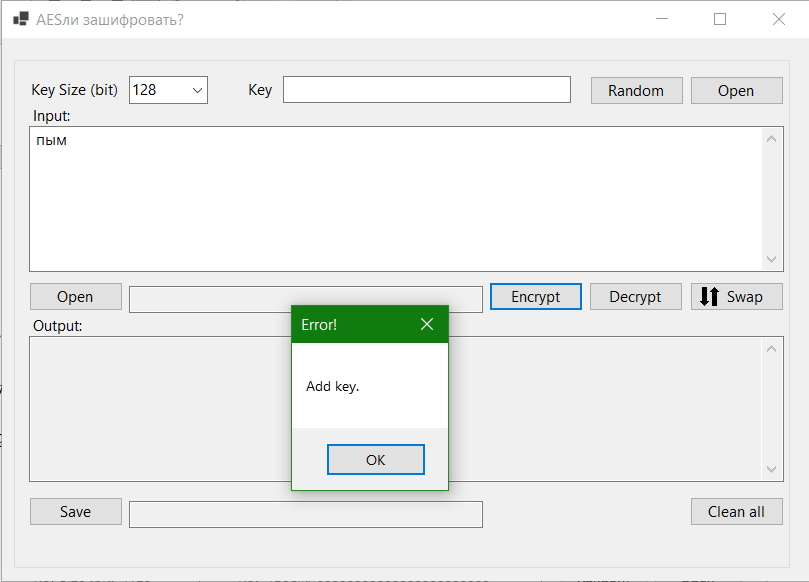 AESли зашифровать?
Key Size (bit) 128 Key Random Open
Input:
пым
Open Encrypt Decrypt Swap
Output:
Error!
Add key.
OK
Save Clean all